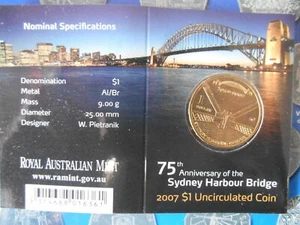 Nominal Specifications
Denomination $1
Metal Al/Br
Mass 9.00 g
Diameter 25.00 mm
Designer W. Pietranik
ROYAL AUSTRALIAN MINT
www.ramint.gov.au
75th Anniversary of the
Sydney Harbour Bridge
2007 $1 Uncirculated Coin